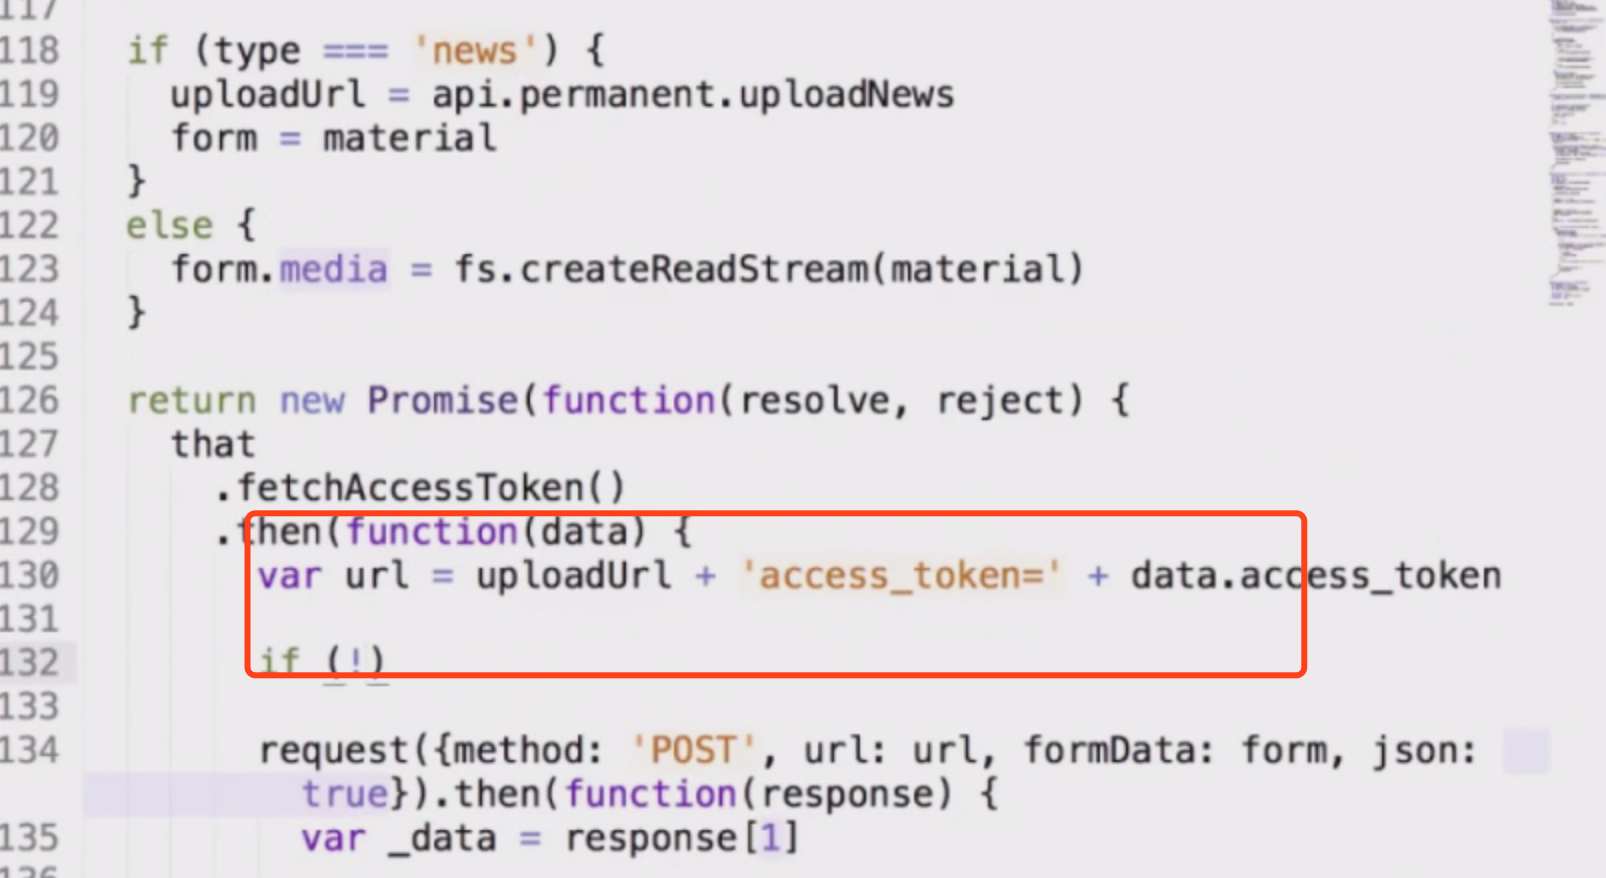 117
118 if (type === 'news') {
119 uploadUrl = api.permanent.uploadNews
120 form = material
121 }
122 else {
123 form.media = fs.createReadStream(material)
124 }
125
126 return new Promise(function(resolve, reject) {
127 that
128 .fetchAccessToken()
129 .then(function(data) {
130 var url = uploadUrl + 'access_token=' + data.access_token
131
132 if (!)
133
134 request({method: 'POST', url: url, formData: form, json:
true}).then(function(response) {
135 var _data = response[1]
136